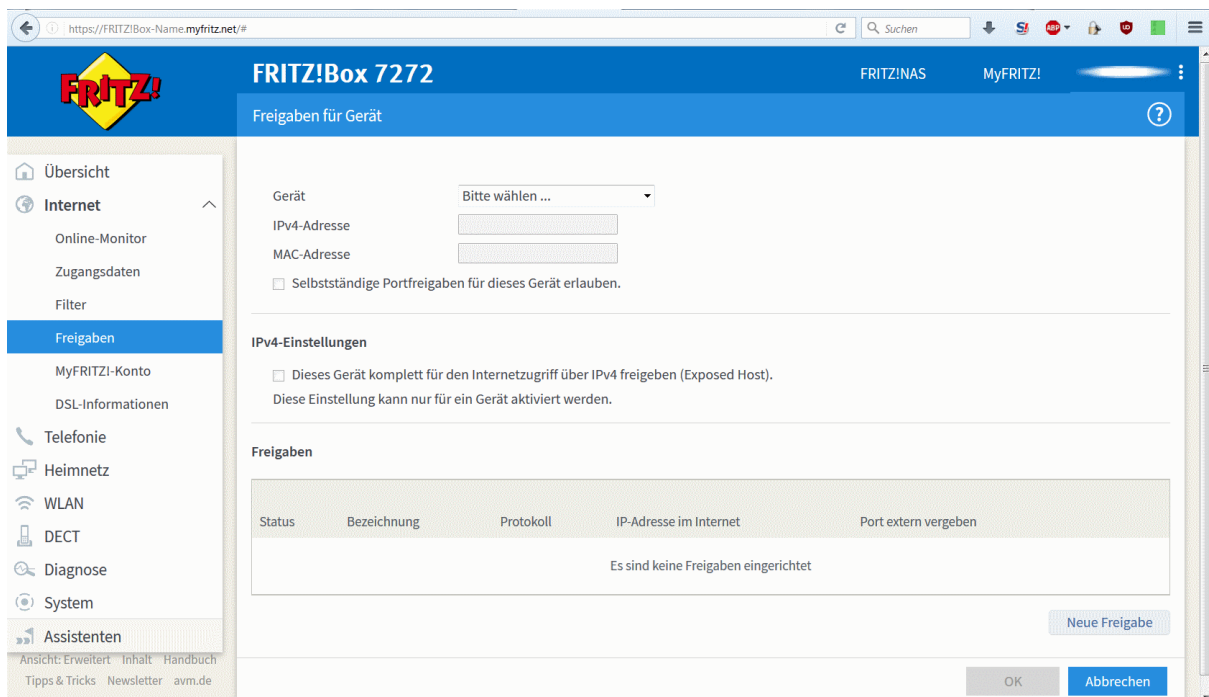 https://FRITZ!Box-Name.myfritz.net/#
Suchen
S!
ABP
FRITZ!
FRITZ!Box 7272
FRITZ!NAS
MyFRITZ!
Freigaben für Gerät
?
Übersicht
Internet
Online-Monitor
Zugangsdaten
Filter
Freigaben
MyFRITZ!-Konto
DSL-Informationen
Telefonie
Heimnetz
WLAN
DECT
Diagnose
System
Assistenten
Ansicht: Erweitert Inhalt Handbuch
Tipps & Tricks Newsletter avm.de
Gerät Bitte wählen ...
IPv4-Adresse
MAC-Adresse
Selbstständige Portfreigaben für dieses Gerät erlauben.
IPv4-Einstellungen
Dieses Gerät komplett für den Internetzugriff über IPv4 freigeben (Exposed Host).
Diese Einstellung kann nur für ein Gerät aktiviert werden.
Freigaben
Status Bezeichnung Protokoll IP-Adresse im Internet Port extern vergeben
Es sind keine Freigaben eingerichtet
Neue Freigabe
OK Abbrechen